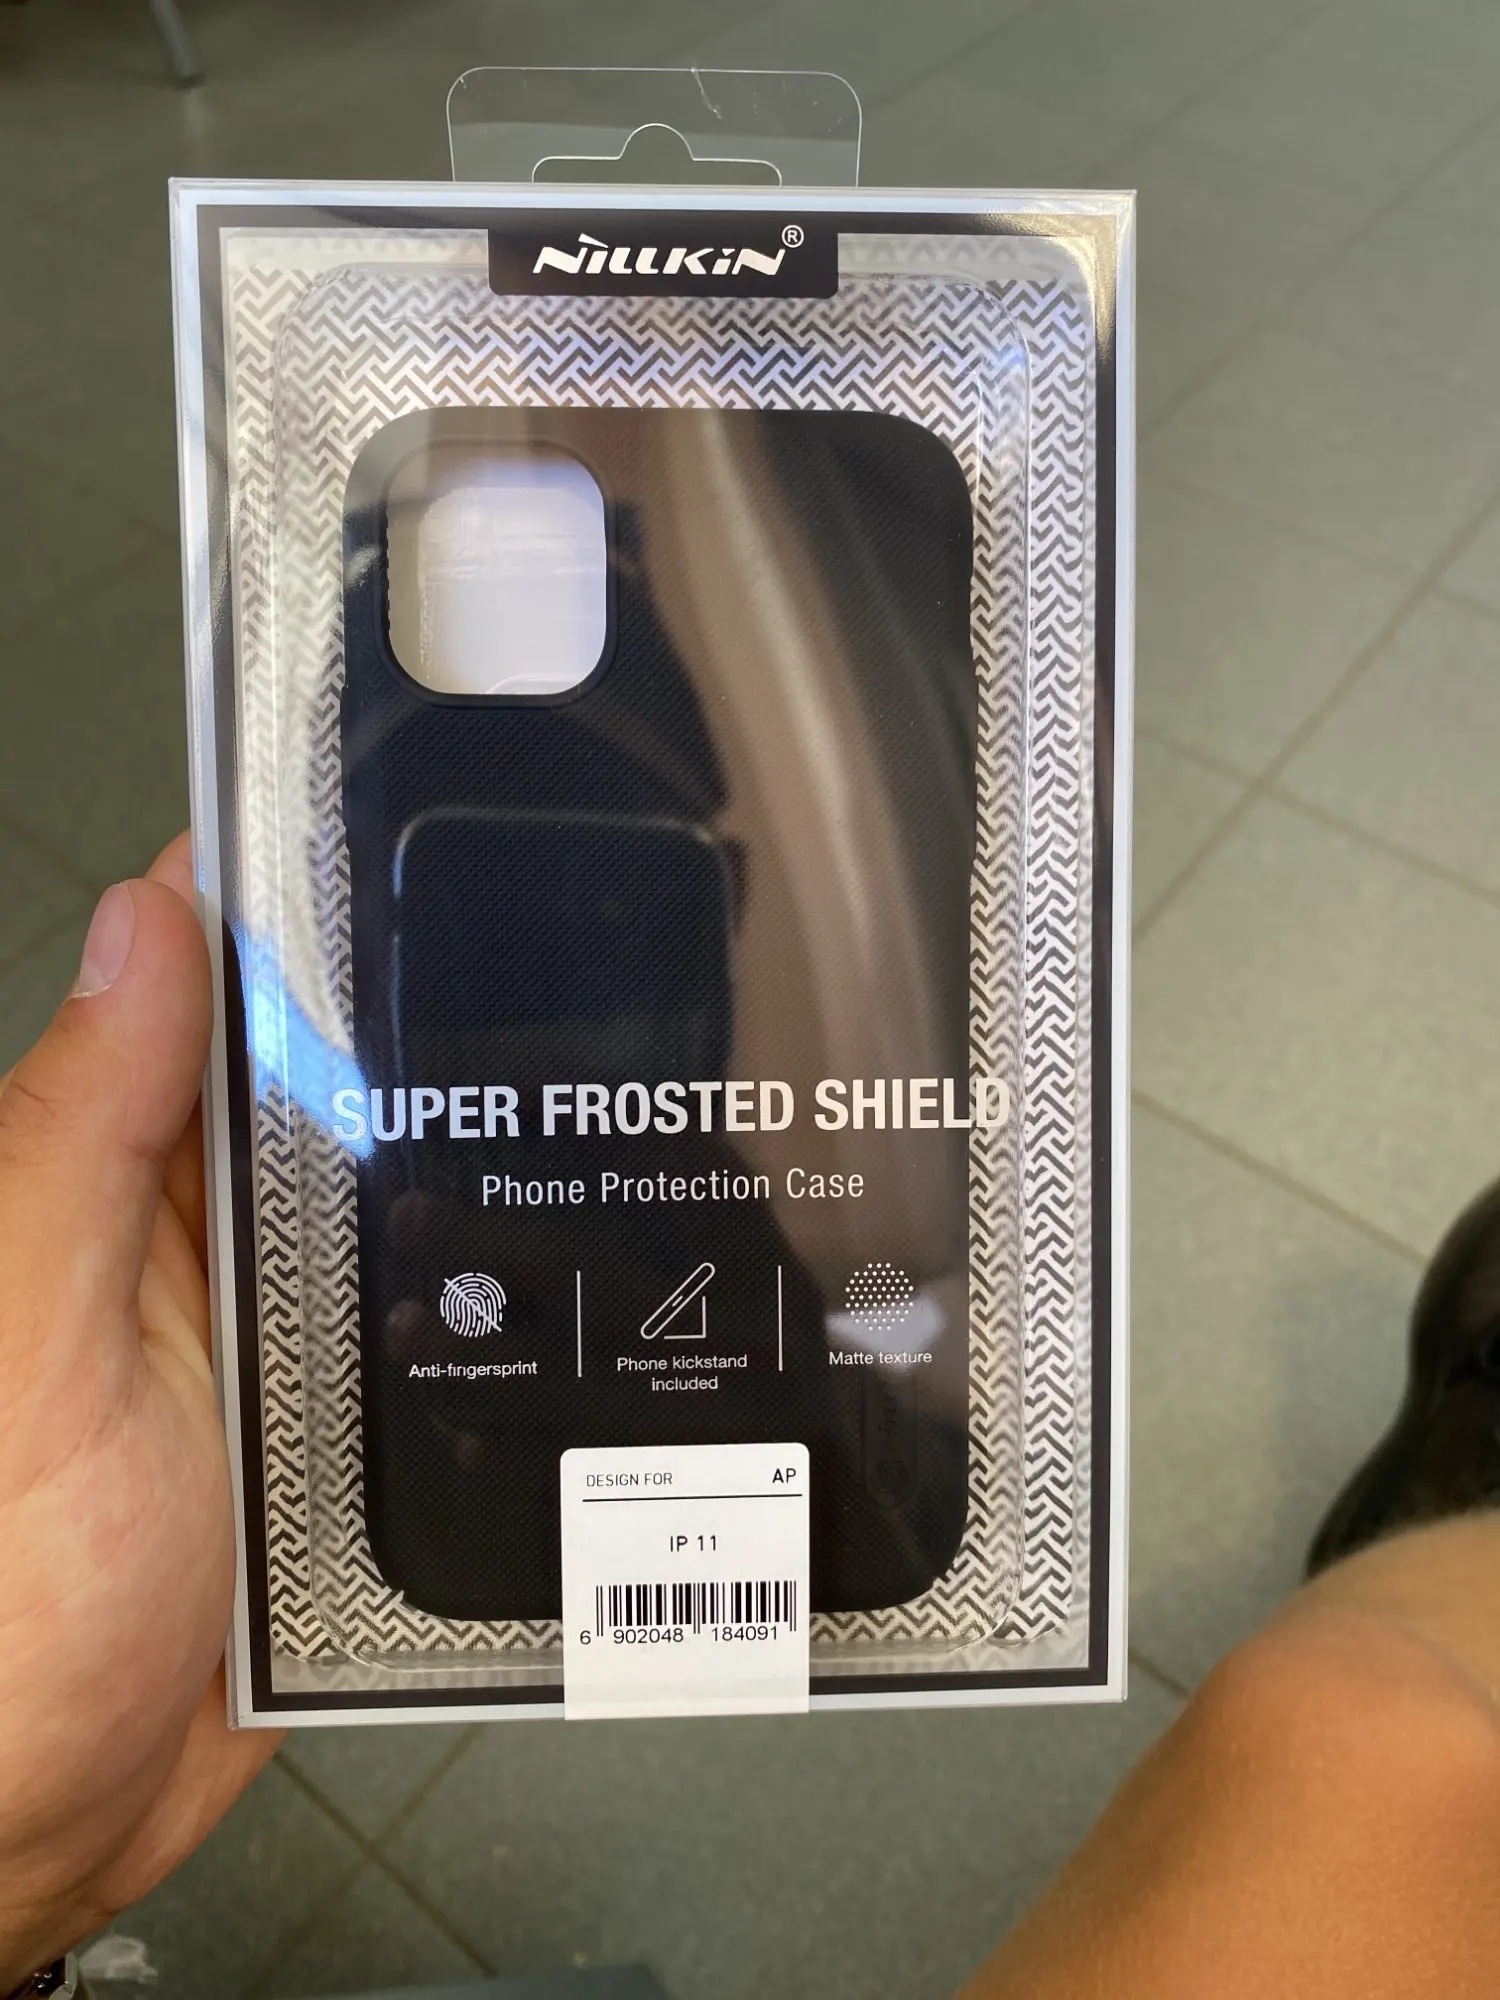 NILLKIN®
SUPER FROSTED SHIELD
Phone Protection Case
Anti-fingersprint
Phone kickstand
included
Matte texture
DESIGN FOR AP
IP 11
6 902048 184091